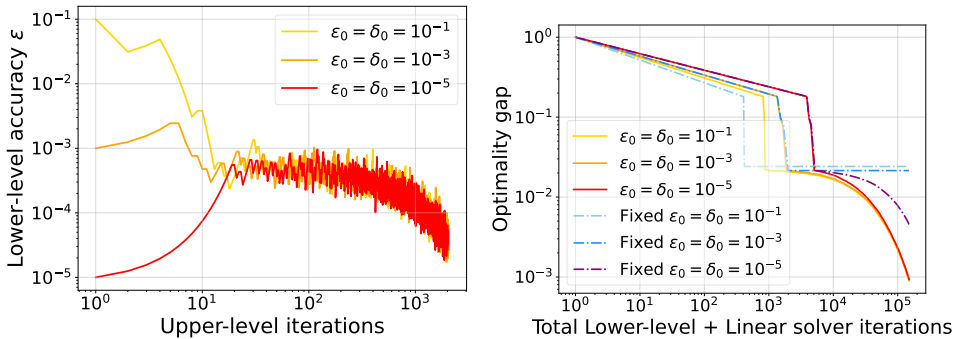 Lower-level accuracy ε
10⁻¹
10⁻²
10⁻³
10⁻⁴
10⁻⁵
ε₀ = δ₀ = 10⁻¹
ε₀ = δ₀ = 10⁻³
ε₀ = δ₀ = 10⁻⁵
10⁰ 10¹ 10² 10³
Upper-level iterations
Optimality gap
10⁰
10⁻¹
10⁻²
10⁻³
ε₀ = δ₀ = 10⁻¹
ε₀ = δ₀ = 10⁻³
ε₀ = δ₀ = 10⁻⁵
Fixed ε₀ = δ₀ = 10⁻¹
Fixed ε₀ = δ₀ = 10⁻³
Fixed ε₀ = δ₀ = 10⁻⁵
10⁰ 10¹ 10² 10³ 10⁴ 10⁵
Total Lower-level + Linear solver iterations